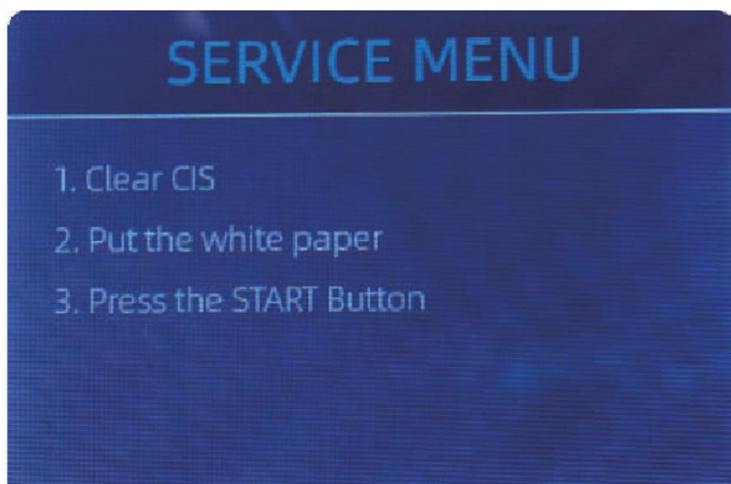 SERVICE MENU
1. Clear CIS
2. Put the white paper
3. Press the START Button